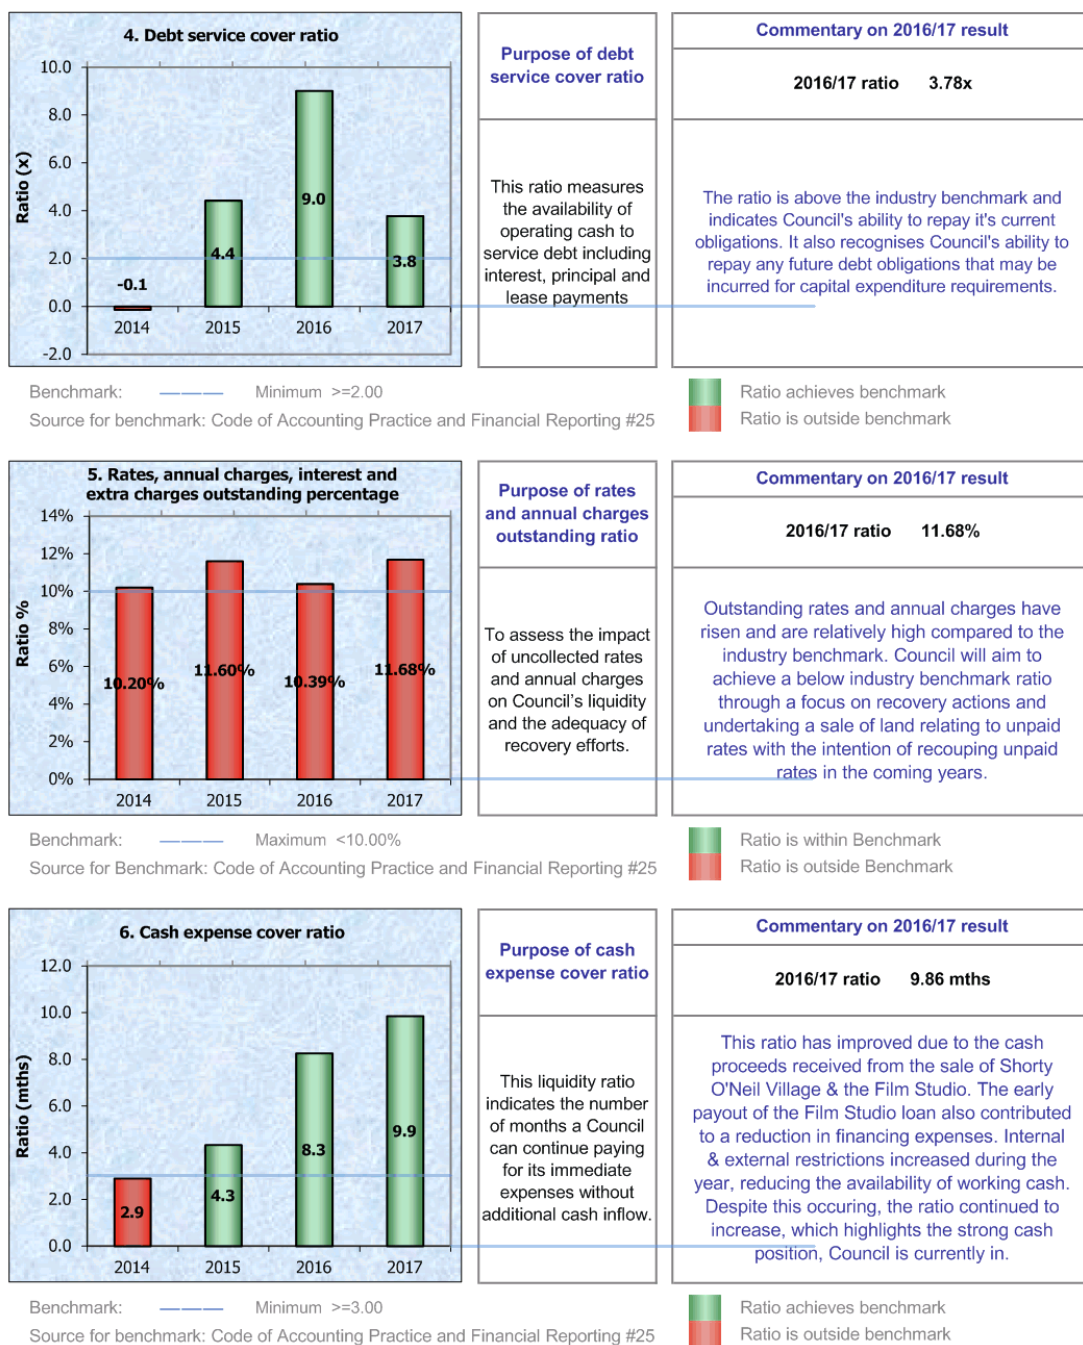 4. Debt service cover ratio
10.0
8.0
6.0
4.0
2.0
0.0
-2.0
Ratio (x)
-0.1
4.4
9.0
3.8
2014
2015
2016
2017
Purpose of debt
service cover ratio
This ratio measures
the availability of
operating cash to
service debt including
interest, principal and
lease payments
Commentary on 2016/17 result
2016/17 ratio 3.78x
The ratio is above the industry benchmark and
indicates Council's ability to repay it's current
obligations. It also recognises Council's ability to
repay any future debt obligations that may be
incurred for capital expenditure requirements.
Benchmark: Minimum >=2.00
Source for benchmark: Code of Accounting Practice and Financial Reporting #25
Ratio achieves benchmark
Ratio is outside benchmark
5. Rates, annual charges, interest and
extra charges outstanding percentage
14%
12%
10%
8%
6%
4%
2%
0%
Ratio %
10.20%
11.60%
10.39%
11.68%
2014
2015
2016
2017
Purpose of rates
and annual charges
outstanding ratio
To assess the impact
of uncollected rates
and annual charges
on Council's liquidity
and the adequacy of
recovery efforts.
Commentary on 2016/17 result
2016/17 ratio 11.68%
Outstanding rates and annual charges have
risen and are relatively high compared to the
industry benchmark. Council will aim to
achieve a below industry benchmark ratio
through a focus on recovery actions and
undertaking a sale of land relating to unpaid
rates with the intention of recouping unpaid
rates in the coming years.
Benchmark: Maximum <10.00%
Source for Benchmark: Code of Accounting Practice and Financial Reporting #25
Ratio is within Benchmark
Ratio is outside Benchmark
6. Cash expense cover ratio
12.0
10.0
8.0
6.0
4.0
2.0
0.0
Ratio (mths)
2.9
4.3
8.3
9.9
2014
2015
2016
2017
Purpose of cash
expense cover ratio
This liquidity ratio
indicates the number
of months a Council
can continue paying
for its immediate
expenses without
additional cash inflow.
Commentary on 2016/17 result
2016/17 ratio 9.86 mths
This ratio has improved due to the cash
proceeds received from the sale of Shorty
O'Neil Village & the Film Studio. The early
payout of the Film Studio loan also contributed
to a reduction in financing expenses. Internal
& external restrictions increased during the
year, reducing the availability of working cash.
Despite this occuring, the ratio continued to
increase, which highlights the strong cash
position, Council is currently in.
Benchmark: Minimum >=3.00
Source for benchmark: Code of Accounting Practice and Financial Reporting #25
Ratio achieves benchmark
Ratio is outside benchmark